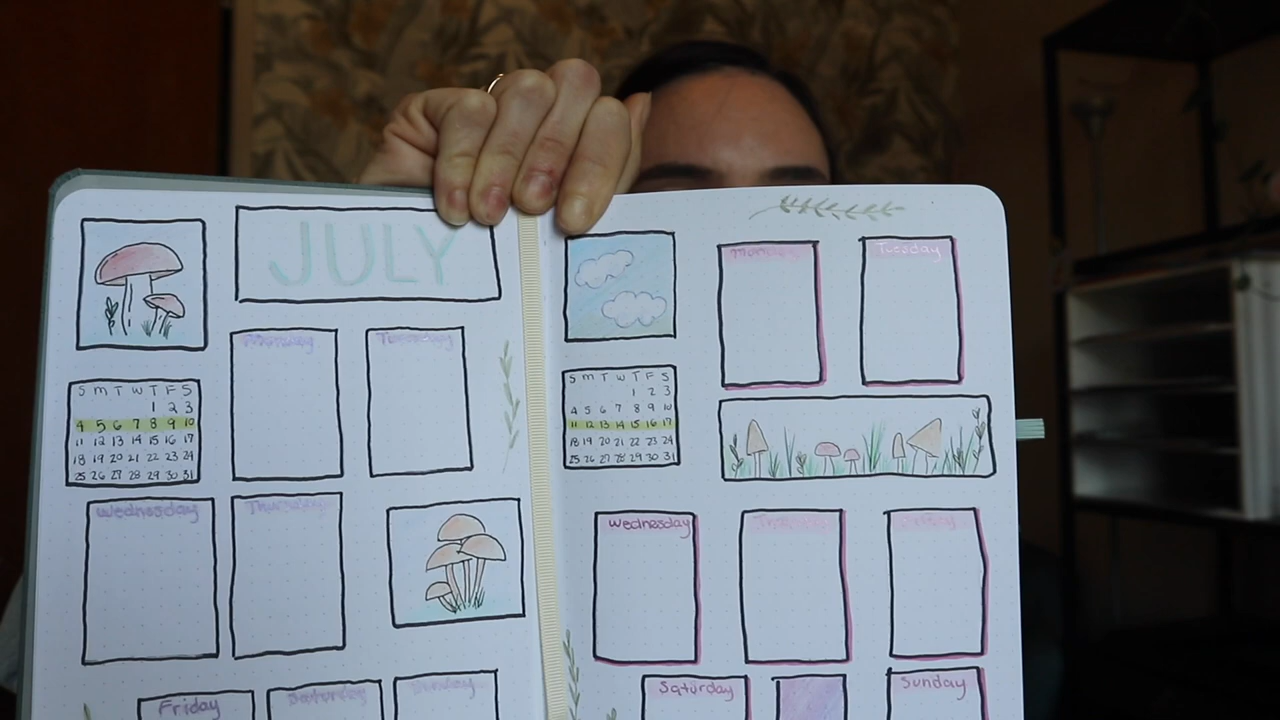 JULY
Monday
Tuesday
S M T W T F S
1 2 3
4 5 6 7 8 9 10
11 12 13 14 15 16 17
18 19 20 21 22 23 24
25 26 27 28 29 30 31
Wednesday
Thursday
Friday
Saturday
Sunday
Monday
Tuesday
S M T W T F S
1 2 3
4 5 6 7 8 9 10
11 12 13 14 15 16 17
18 19 20 21 22 23 24
25 26 27 28 29 30 31
Wednesday
Thursday
Friday
Saturday
Sunday